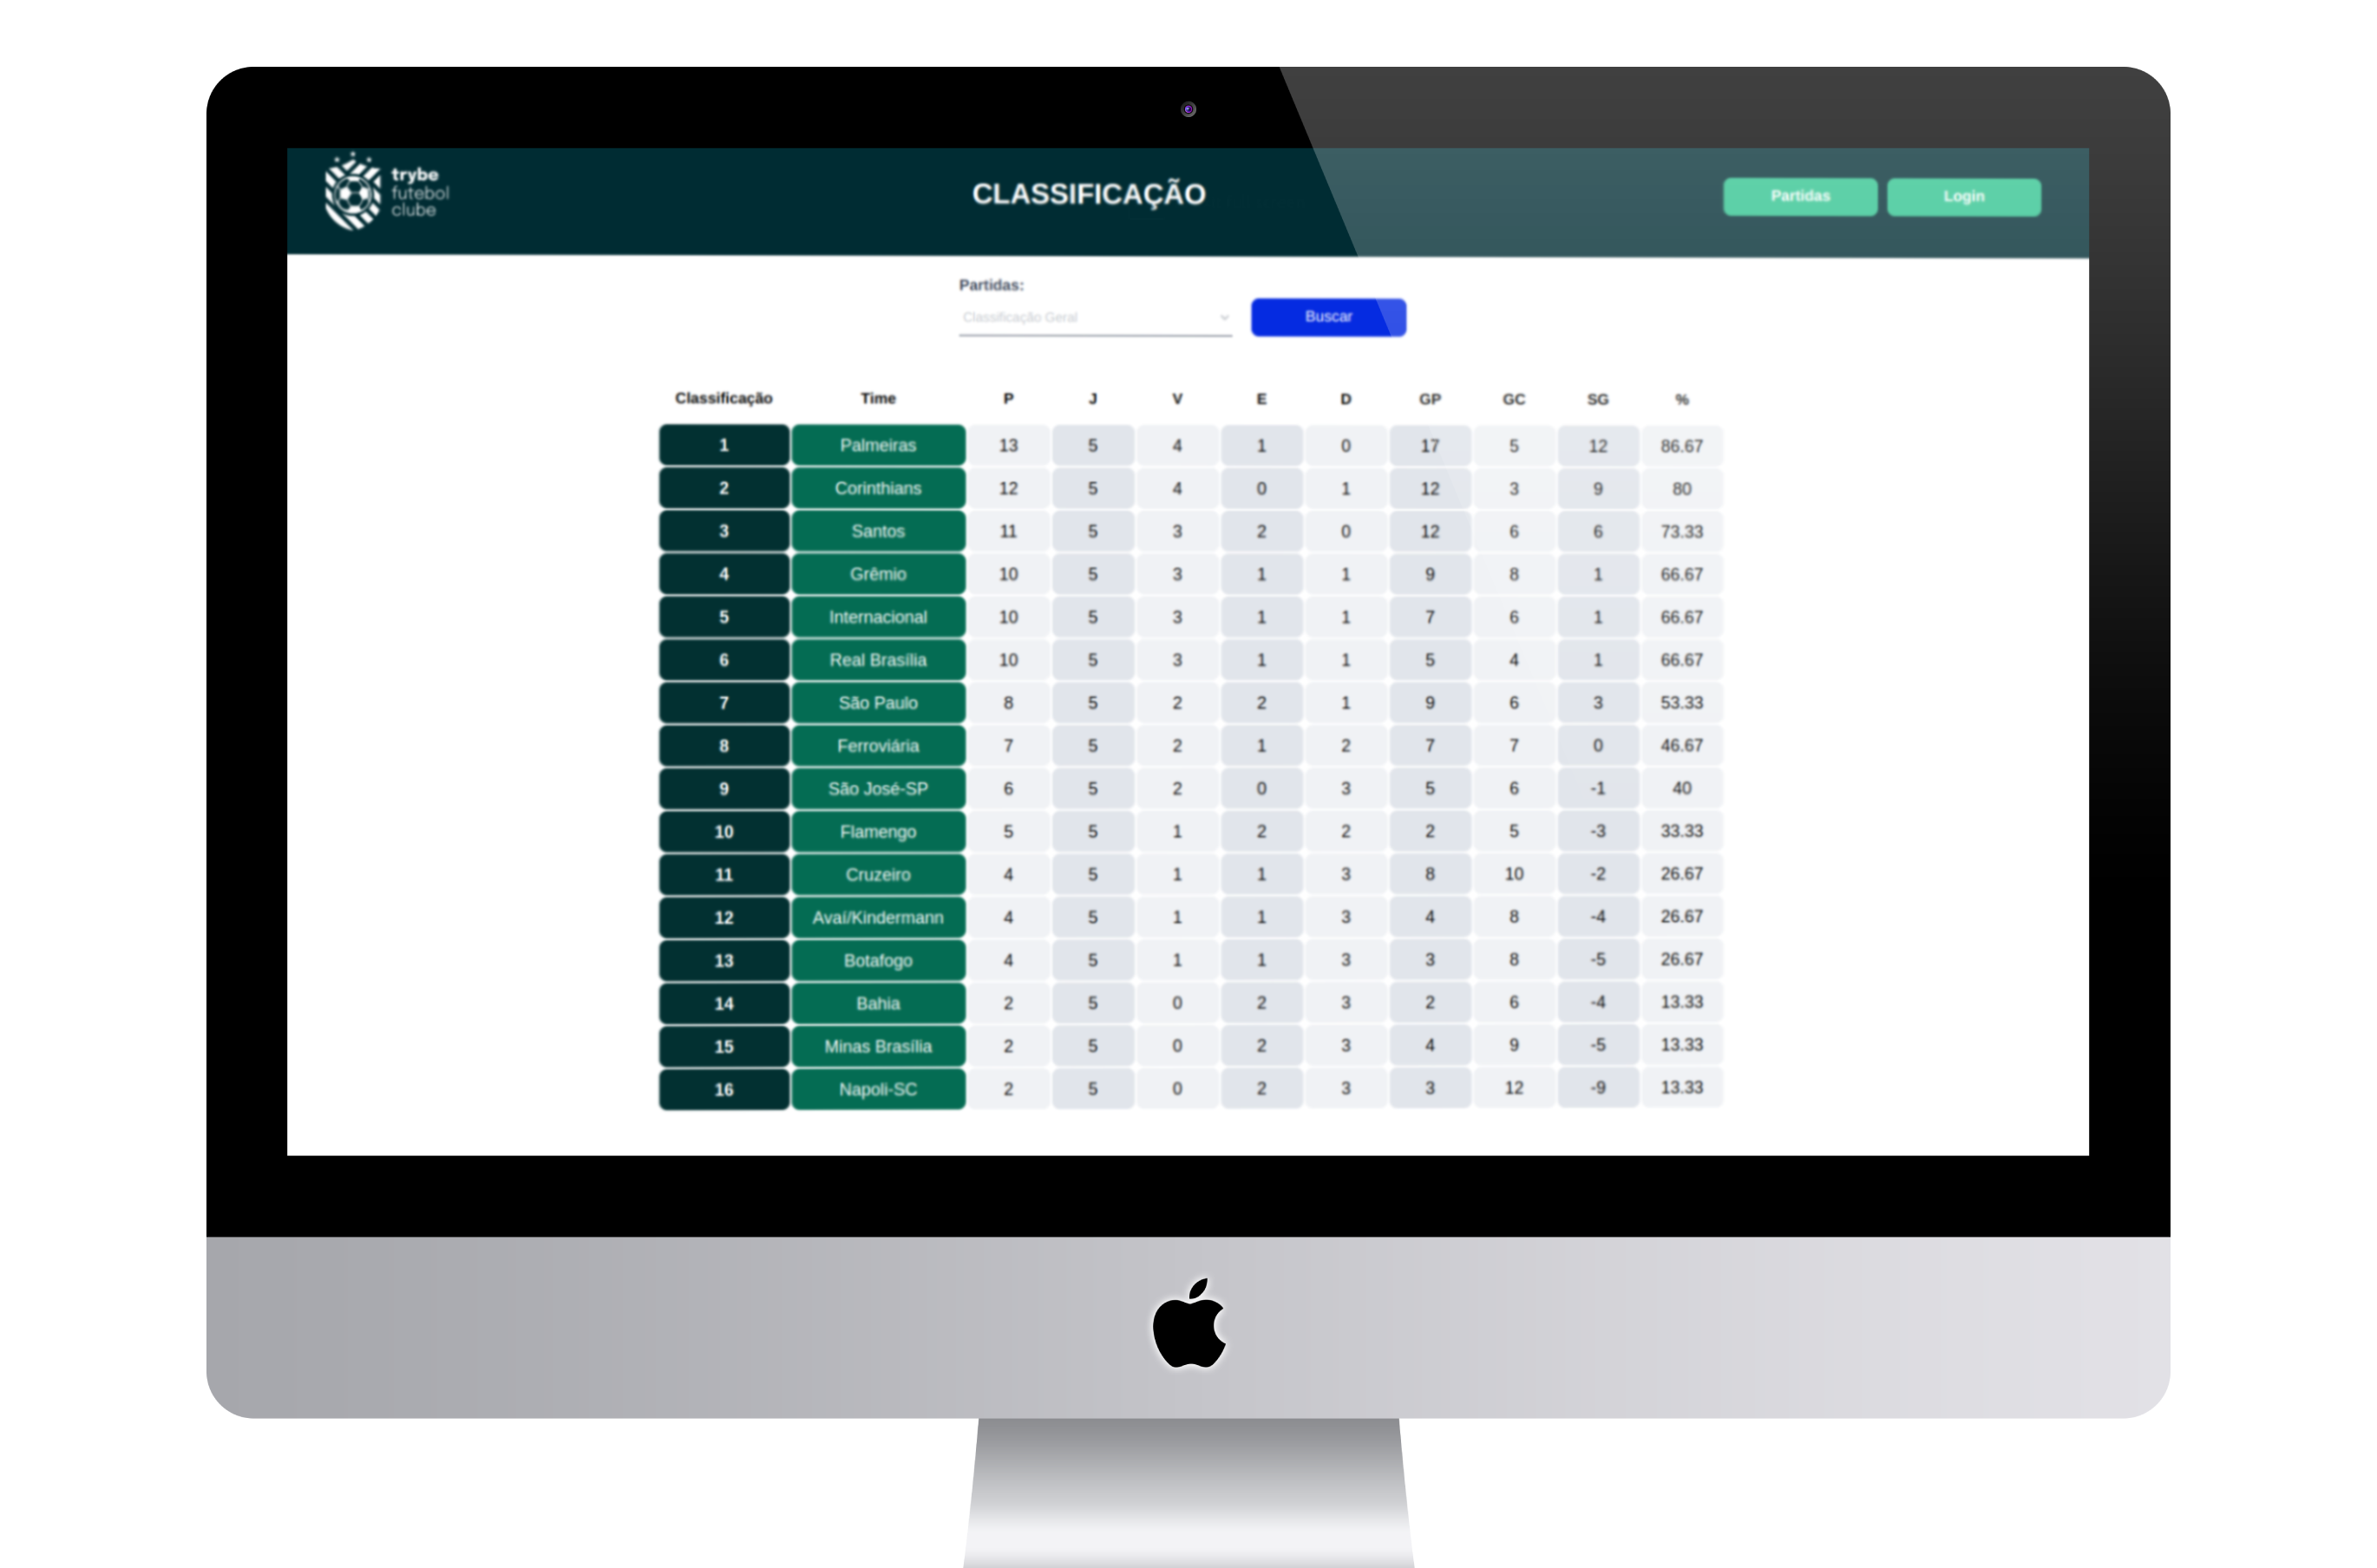 trybe
futebol
clube
CLASSIFICAÇÃO
Partidas
Login
Partidas:
Classificação Geral
Buscar
Classificação Time P J V E D GP GC SG %
1 Palmeiras 13 5 4 1 0 17 5 12 86.67
2 Corinthians 12 5 4 0 1 12 3 9 80
3 Santos 11 5 3 2 0 12 6 6 73.33
4 Grêmio 10 5 3 1 1 9 8 1 66.67
5 Internacional 10 5 3 1 1 7 6 1 66.67
6 Real Brasília 10 5 3 1 1 5 4 1 66.67
7 São Paulo 8 5 2 2 1 9 6 3 53.33
8 Ferroviária 7 5 2 1 2 7 7 0 46.67
9 São José-SP 6 5 2 0 3 5 6 -1 40
10 Flamengo 5 5 1 2 2 2 5 -3 33.33
11 Cruzeiro 4 5 1 1 3 8 10 -2 26.67
12 Avaí/Kindermann 4 5 1 1 3 4 8 -4 26.67
13 Botafogo 4 5 1 1 3 3 8 -5 26.67
14 Bahia 2 5 0 2 3 2 6 -4 13.33
15 Minas Brasília 2 5 0 2 3 4 9 -5 13.33
16 Napoli-SC 2 5 0 2 3 3 12 -9 13.33